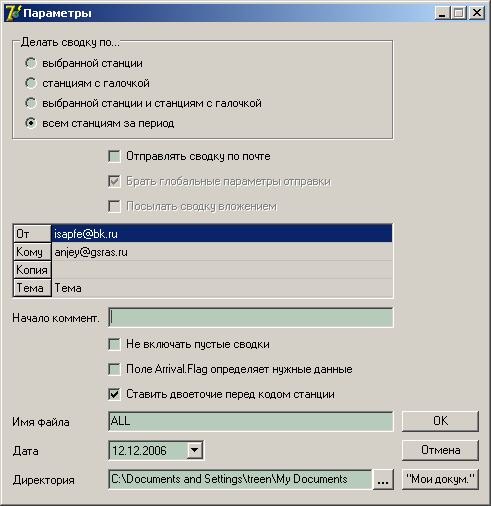 Параметры
Делать сводку по...
выбранной станции
станциям с галочкой
выбранной станции и станциям с галочкой
всем станциям за период
Отправлять сводку по почте
Брать глобальные параметры отправки
Посылать сводку вложением
От isapfe@bk.ru
Кому anjey@gsras.ru
Копия
Тема Тема
Начало коммент.
Не включать пустые сводки
Поле Arrival.Flag определяет нужные данные
Ставить двоеточие перед кодом станции
Имя файла ALL OK
Дата 12.12.2006 Отмена
Директория C:\Documents and Settings\treen\My Documents ... "Мои докум."